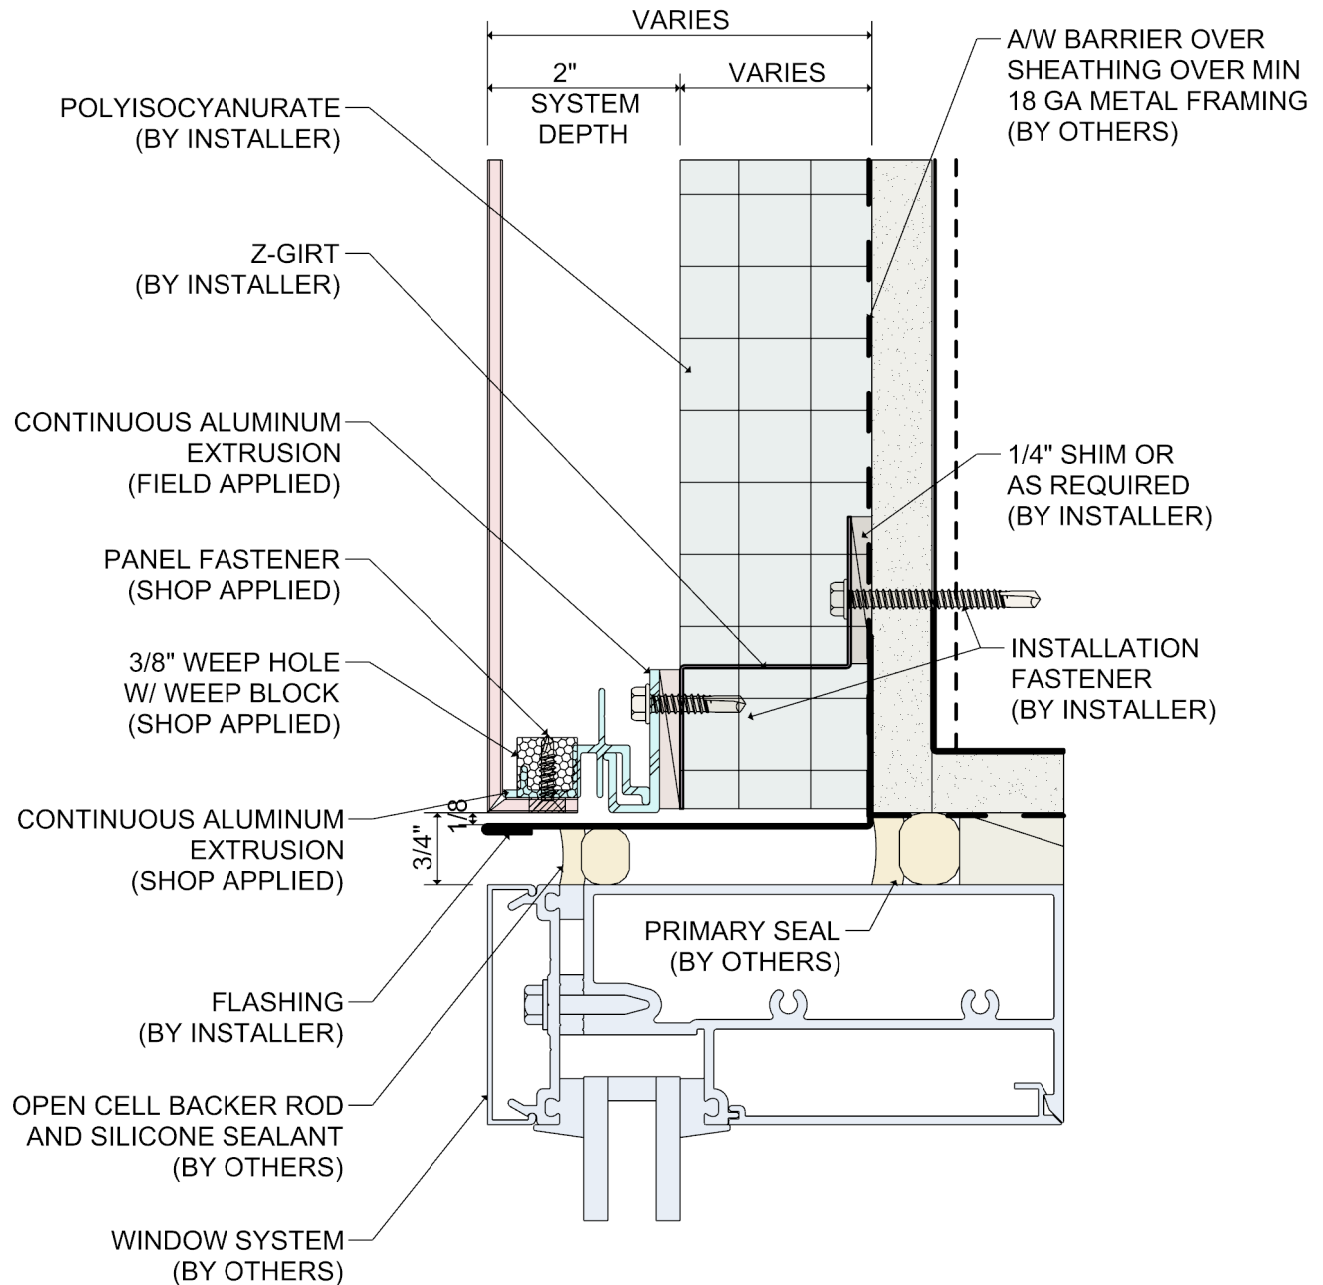 VARIES
2"
SYSTEM
DEPTH
VARIES
A/W BARRIER OVER
SHEATHING OVER MIN
18 GA METAL FRAMING
(BY OTHERS)
POLYISOCYANURATE
(BY INSTALLER)
Z-GIRT
(BY INSTALLER)
CONTINUOUS ALUMINUM
EXTRUSION
(FIELD APPLIED)
1/4" SHIM OR
AS REQUIRED
(BY INSTALLER)
PANEL FASTENER
(SHOP APPLIED)
3/8" WEEP HOLE
W/ WEEP BLOCK
(SHOP APPLIED)
INSTALLATION
FASTENER
(BY INSTALLER)
CONTINUOUS ALUMINUM
EXTRUSION
(SHOP APPLIED)
1/8
3/4"
PRIMARY SEAL
(BY OTHERS)
FLASHING
(BY INSTALLER)
OPEN CELL BACKER ROD
AND SILICONE SEALANT
(BY OTHERS)
WINDOW SYSTEM
(BY OTHERS)